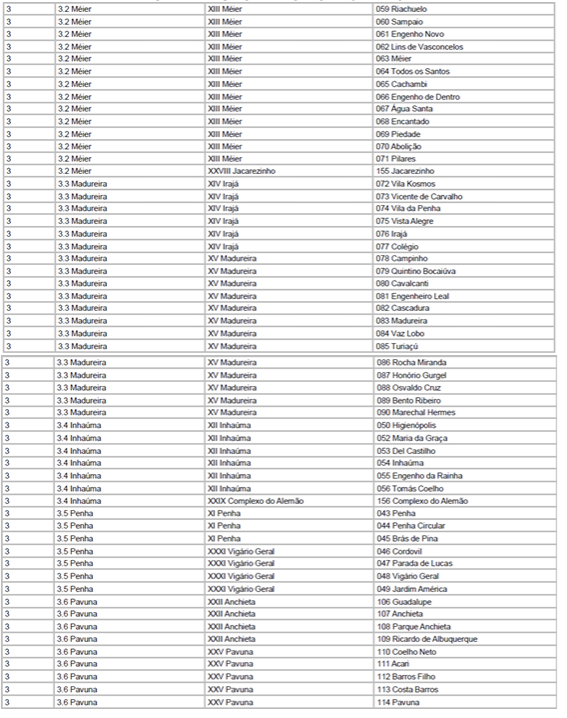 3 3.2 Méier XIII Méier 059 Riachuelo
3 3.2 Méier XIII Méier 060 Sampaio
3 3.2 Méier XIII Méier 061 Engenho Novo
3 3.2 Méier XIII Méier 062 Lins de Vasconcelos
3 3.2 Méier XIII Méier 063 Méier
3 3.2 Méier XIII Méier 064 Todos os Santos
3 3.2 Méier XIII Méier 065 Cachambi
3 3.2 Méier XIII Méier 066 Engenho de Dentro
3 3.2 Méier XIII Méier 067 Água Santa
3 3.2 Méier XIII Méier 068 Encantado
3 3.2 Méier XIII Méier 069 Piedade
3 3.2 Méier XIII Méier 070 Abolição
3 3.2 Méier XIII Méier 071 Pilares
3 3.2 Méier XXVIII Jacarezinho 155 Jacarezinho
3 3.3 Madureira XIV Irajá 072 Vila Kosmos
3 3.3 Madureira XIV Irajá 073 Vicente de Carvalho
3 3.3 Madureira XIV Irajá 074 Vila da Penha
3 3.3 Madureira XIV Irajá 075 Vista Alegre
3 3.3 Madureira XIV Irajá 076 Irajá
3 3.3 Madureira XIV Irajá 077 Colégio
3 3.3 Madureira XV Madureira 078 Campinho
3 3.3 Madureira XV Madureira 079 Quintino Bocaiúva
3 3.3 Madureira XV Madureira 080 Cavalcanti
3 3.3 Madureira XV Madureira 081 Engenheiro Leal
3 3.3 Madureira XV Madureira 082 Cascadura
3 3.3 Madureira XV Madureira 083 Madureira
3 3.3 Madureira XV Madureira 084 Vaz Lobo
3 3.3 Madureira XV Madureira 085 Turiaçú
3 3.3 Madureira XV Madureira 086 Rocha Miranda
3 3.3 Madureira XV Madureira 087 Honório Gurgel
3 3.3 Madureira XV Madureira 088 Osvaldo Cruz
3 3.3 Madureira XV Madureira 089 Bento Ribeiro
3 3.3 Madureira XV Madureira 090 Marechal Hermes
3 3.4 Inhaúma XII Inhaúma 050 Higienópolis
3 3.4 Inhaúma XII Inhaúma 052 Maria da Graça
3 3.4 Inhaúma XII Inhaúma 053 Del Castilho
3 3.4 Inhaúma XII Inhaúma 054 Inhaúma
3 3.4 Inhaúma XII Inhaúma 055 Engenho da Rainha
3 3.4 Inhaúma XII Inhaúma 056 Tomás Coelho
3 3.4 Inhaúma XXIX Complexo do Alemão 156 Complexo do Alemão
3 3.5 Penha XI Penha 043 Penha
3 3.5 Penha XI Penha 044 Penha Circular
3 3.5 Penha XI Penha 045 Brás de Pina
3 3.5 Penha XXXI Vigário Geral 046 Cordovil
3 3.5 Penha XXXI Vigário Geral 047 Parada de Lucas
3 3.5 Penha XXXI Vigário Geral 048 Vigário Geral
3 3.5 Penha XXXI Vigário Geral 049 Jardim América
3 3.6 Pavuna XXII Anchieta 106 Guadalupe
3 3.6 Pavuna XXII Anchieta 107 Anchieta
3 3.6 Pavuna XXII Anchieta 108 Parque Anchieta
3 3.6 Pavuna XXII Anchieta 109 Ricardo de Albuquerque
3 3.6 Pavuna XXV Pavuna 110 Coelho Neto
3 3.6 Pavuna XXV Pavuna 111 Acari
3 3.6 Pavuna XXV Pavuna 112 Barros Filho
3 3.6 Pavuna XXV Pavuna 113 Costa Barros
3 3.6 Pavuna XXV Pavuna 114 Pavuna